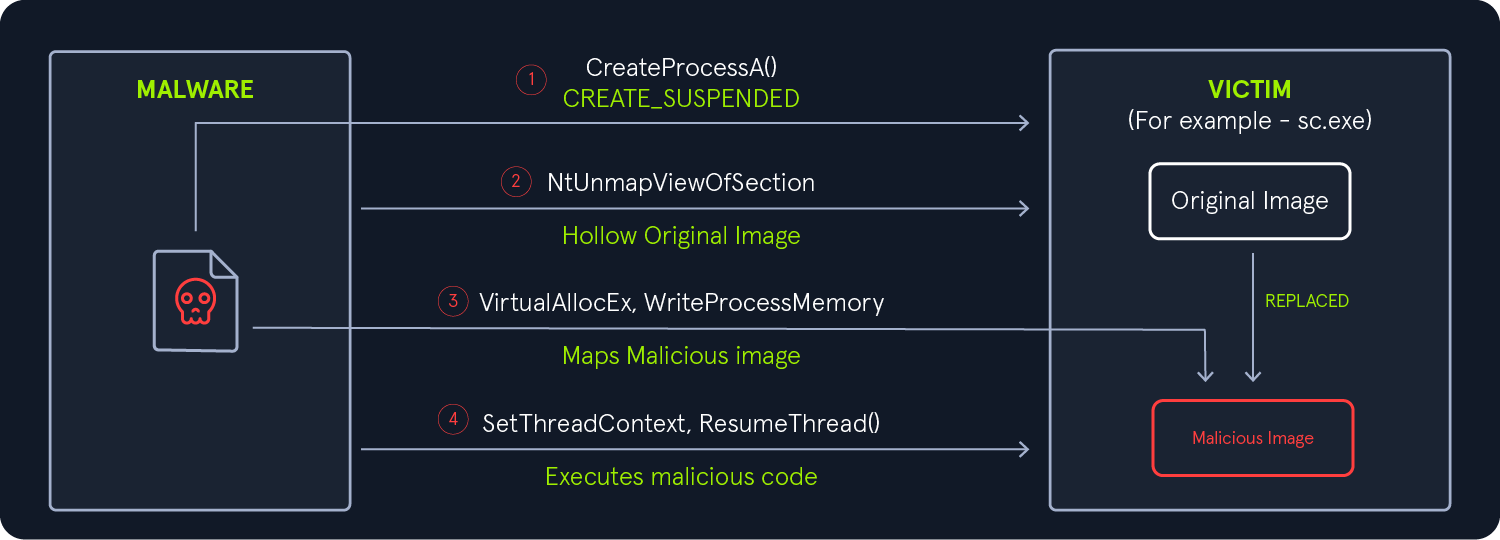 MALWARE
1
CreateProcessA()
CREATE_SUSPENDED
2
NtUnmapViewOfSection
Hollow Original Image
3
VirtualAllocEx, WriteProcessMemory
Maps Malicious image
4
SetThreadContext, ResumeThread()
Executes malicious code
VICTIM
(For example - sc.exe)
Original Image
REPLACED
Malicious Image